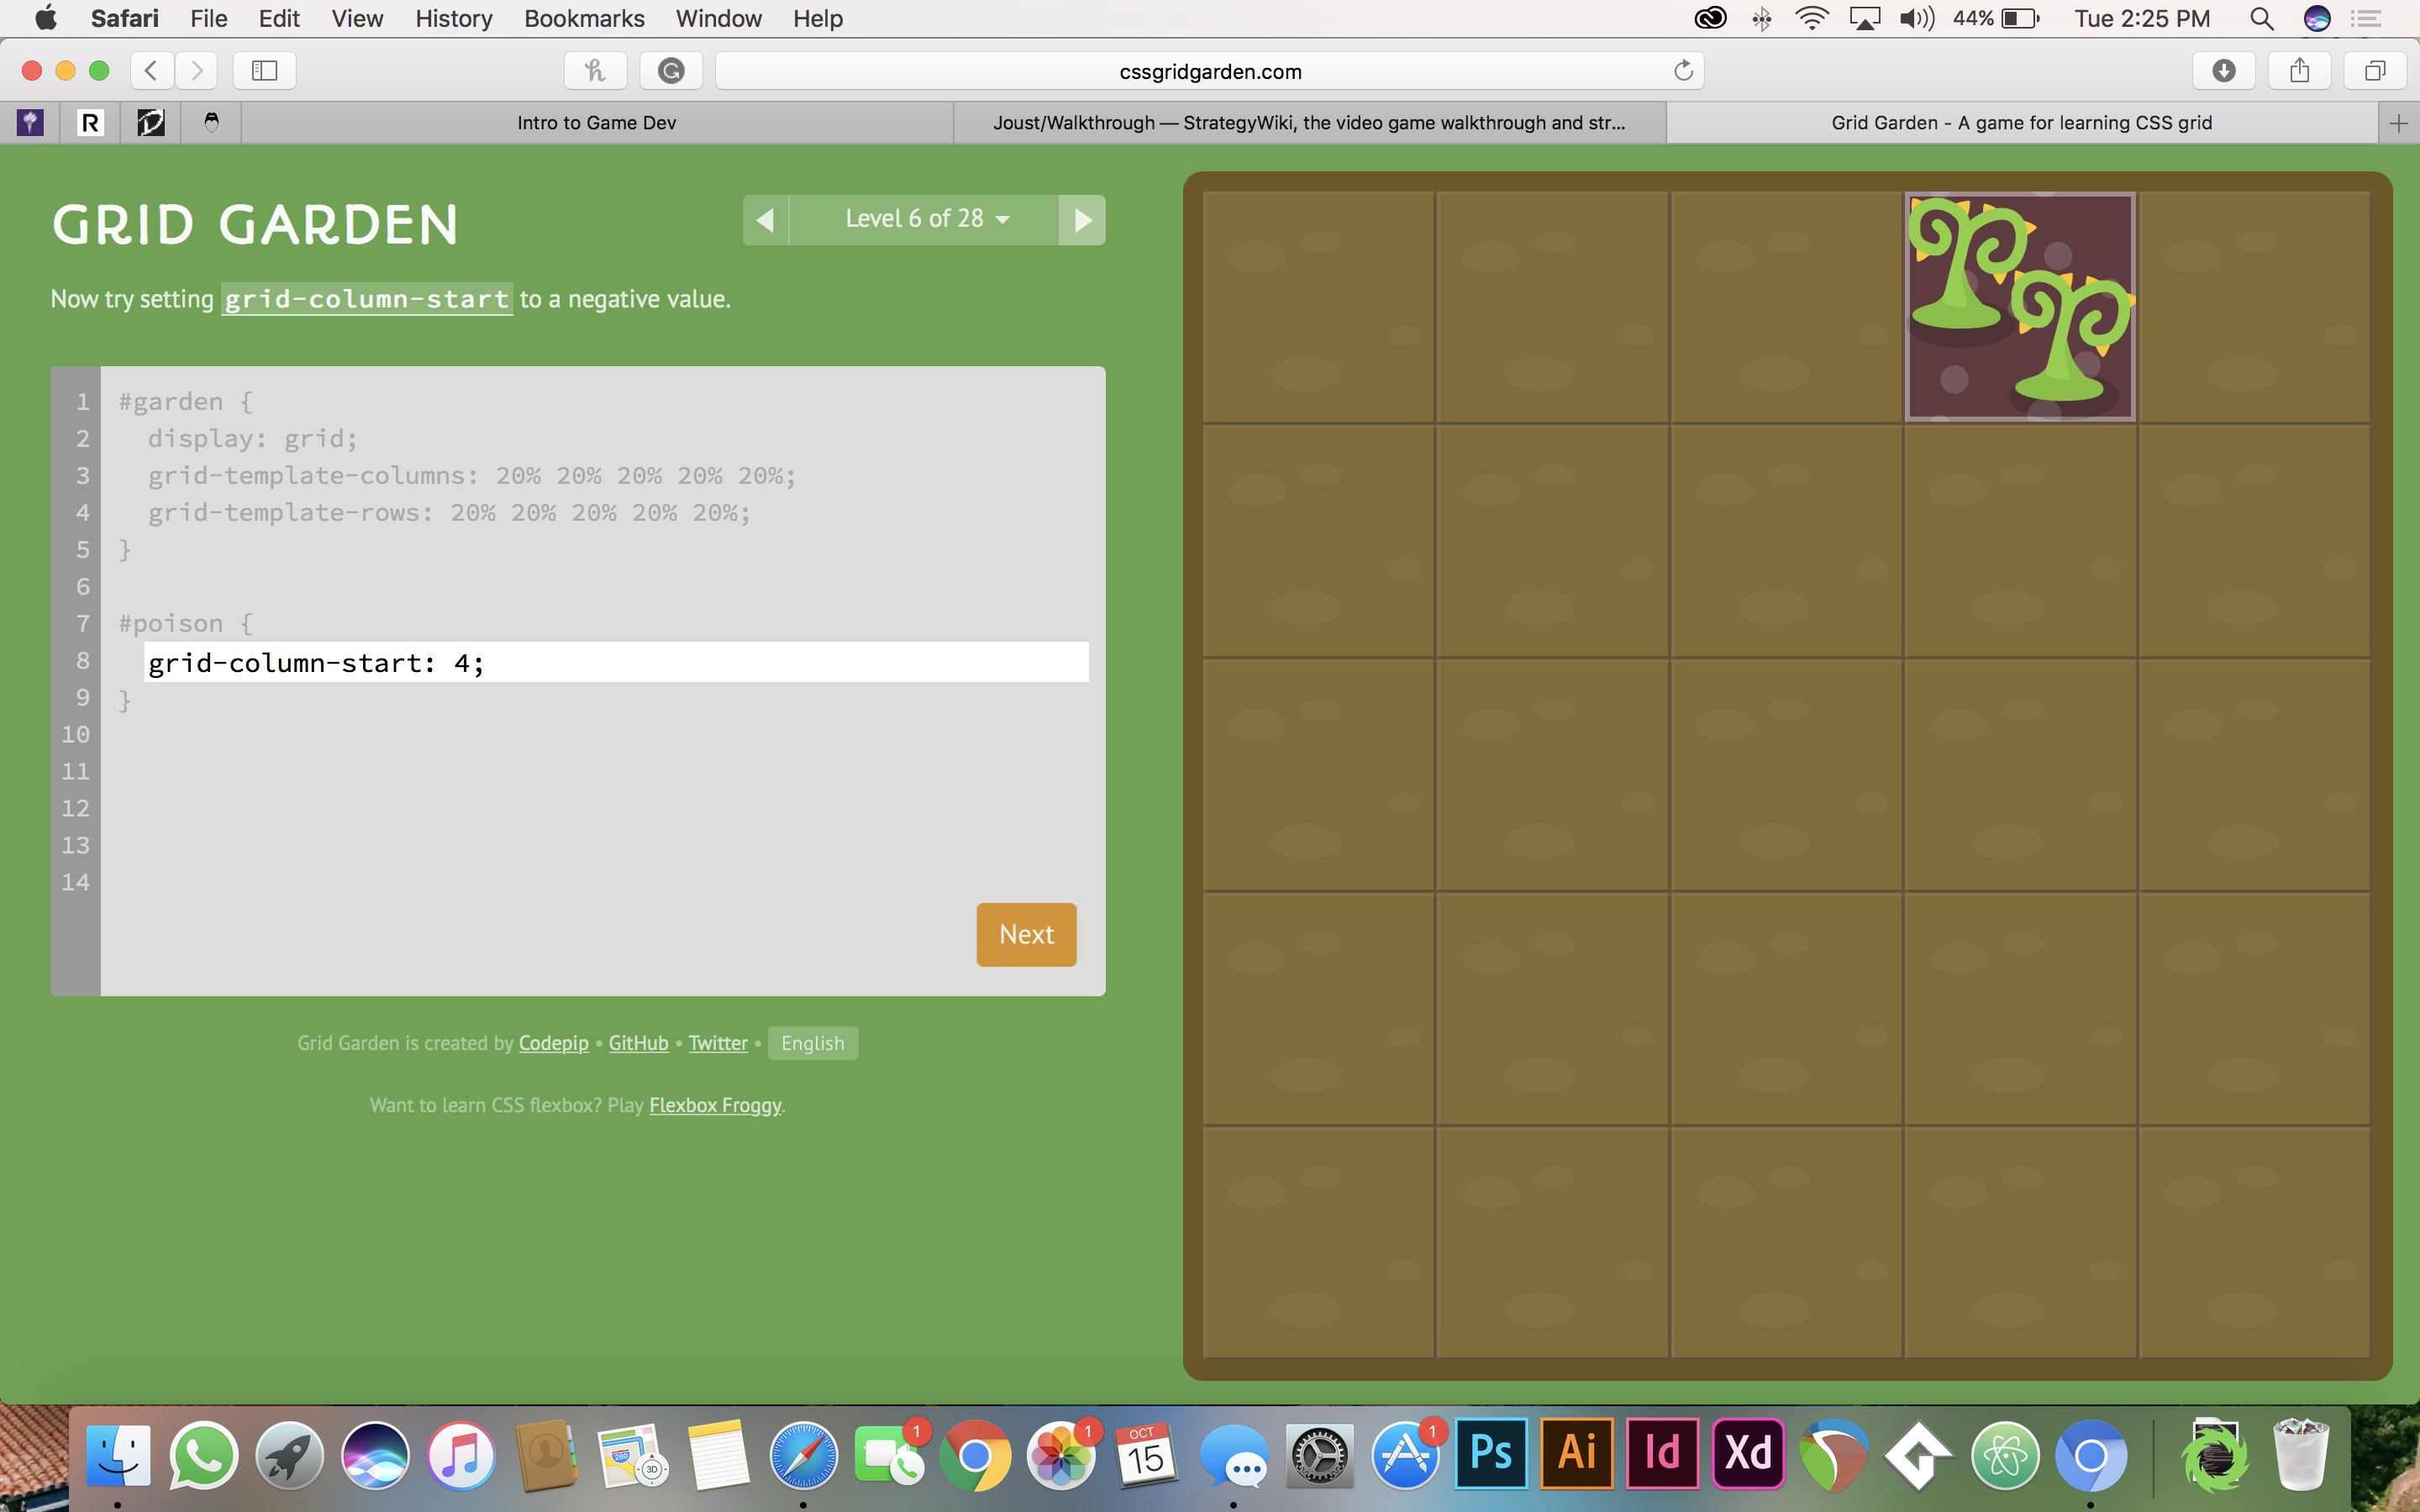 Safari File Edit View History Bookmarks Window Help 44% Tue 2:25 PM
cssgridgarden.com
R Intro to Game Dev Joust/Walkthrough — StrategyWiki, the video game walkthrough and str... Grid Garden - A game for learning CSS grid
GRID GARDEN
Level 6 of 28
Now try setting grid-column-start to a negative value.
1 #garden {
2 display: grid;
3 grid-template-columns: 20% 20% 20% 20% 20%;
4 grid-template-rows: 20% 20% 20% 20% 20%;
5 }
6
7 #poison {
8 grid-column-start: 4;
9 }
10
11
12
13
14
Next
Grid Garden is created by Codepip • GitHub • Twitter • English
Want to learn CSS flexbox? Play Flexbox Froggy.
280 3D 1 1 OCT 15 1 Ps Ai Id Xd